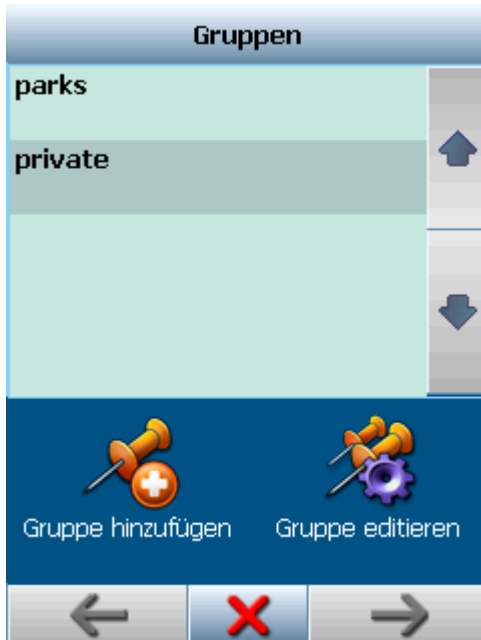 Gruppen
parks
private
Gruppe hinzufügen
Gruppe editieren